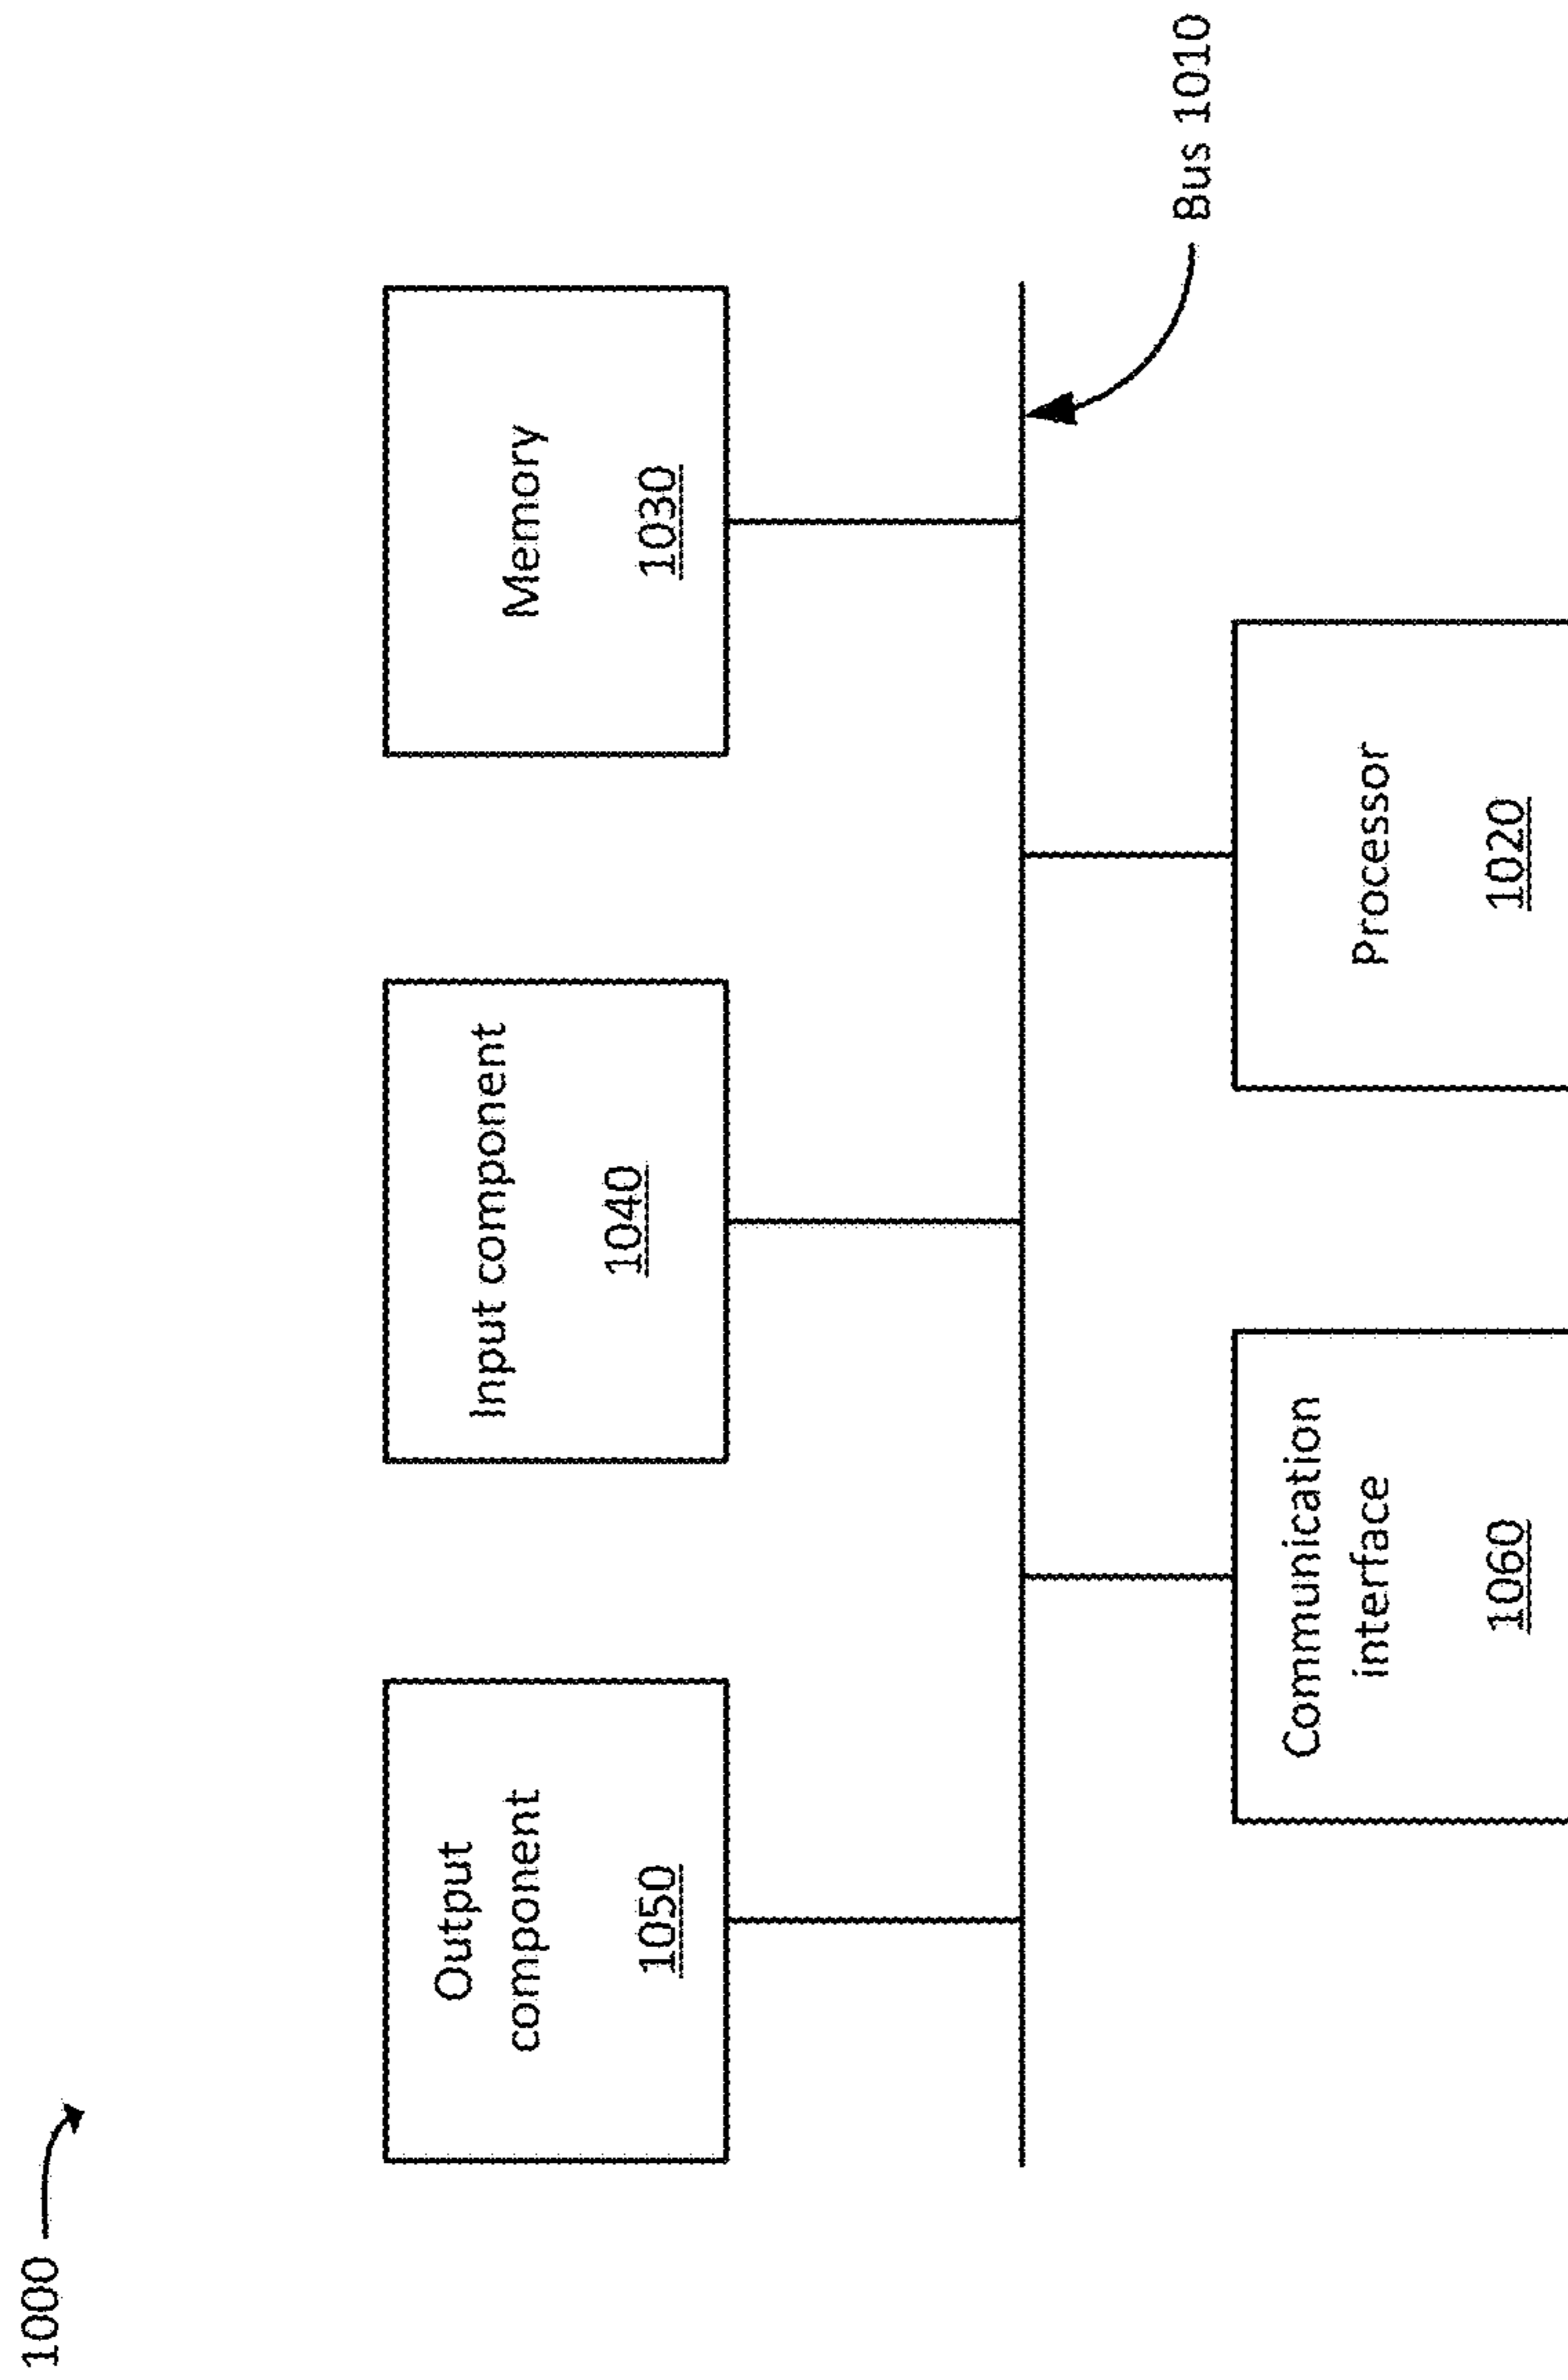 1000
Output
component
1050
Input component
1040
Memory
1030
Bus 1010
Communication
interface
1060
Processor
1020